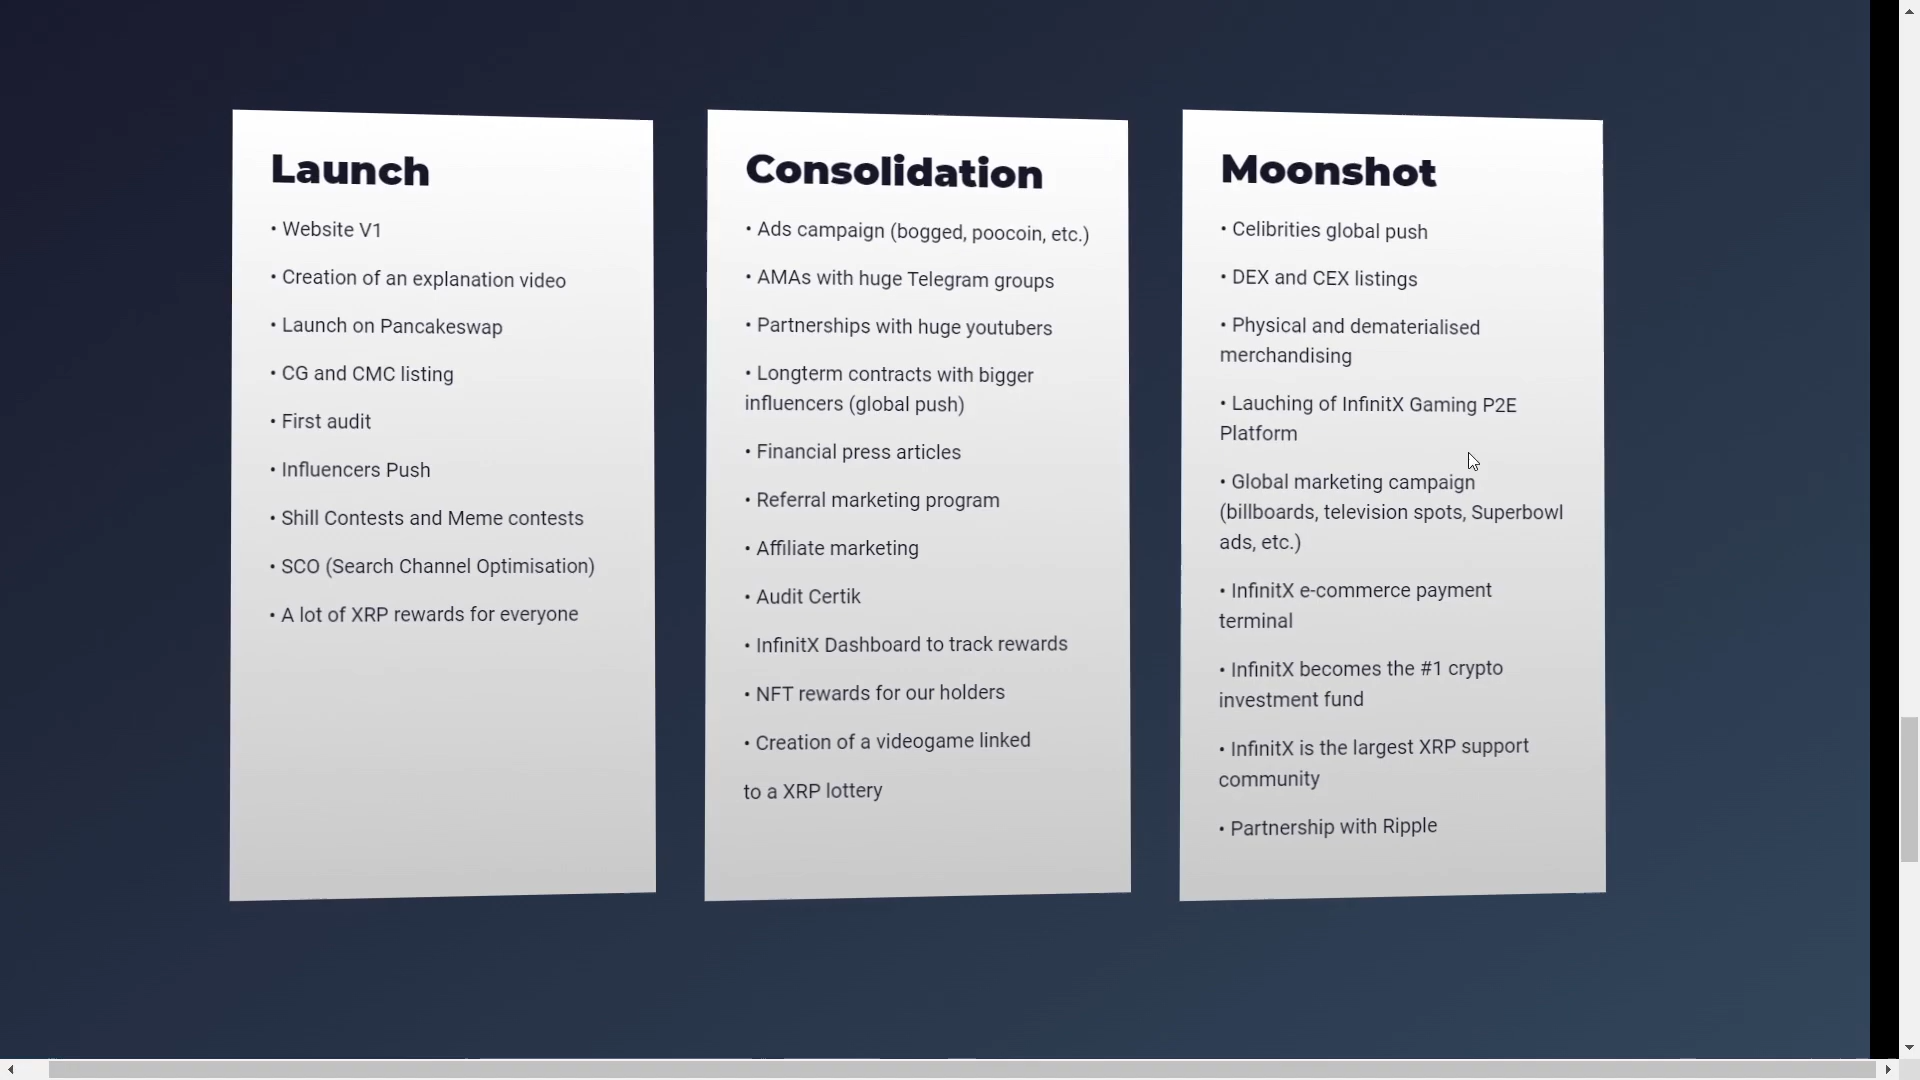 Launch
• Website V1
• Creation of an explanation video
• Launch on Pancakeswap
• CG and CMC listing
• First audit
• Influencers Push
• Shill Contests and Meme contests
• SCO (Search Channel Optimisation)
• A lot of XRP rewards for everyone
Consolidation
• Ads campaign (bogged, poocoin, etc.)
• AMAs with huge Telegram groups
• Partnerships with huge youtubers
• Longterm contracts with bigger
influencers (global push)
• Financial press articles
• Referral marketing program
• Affiliate marketing
• Audit Certik
• InfinitX Dashboard to track rewards
• NFT rewards for our holders
• Creation of a videogame linked
to a XRP lottery
Moonshot
• Celibrities global push
• DEX and CEX listings
• Physical and dematerialised
merchandising
• Lauching of InfinitX Gaming P2E
Platform
• Global marketing campaign
(billboards, television spots, Superbowl
ads, etc.)
• InfinitX e-commerce payment
terminal
• InfinitX becomes the #1 crypto
investment fund
• InfinitX is the largest XRP support
community
• Partnership with Ripple